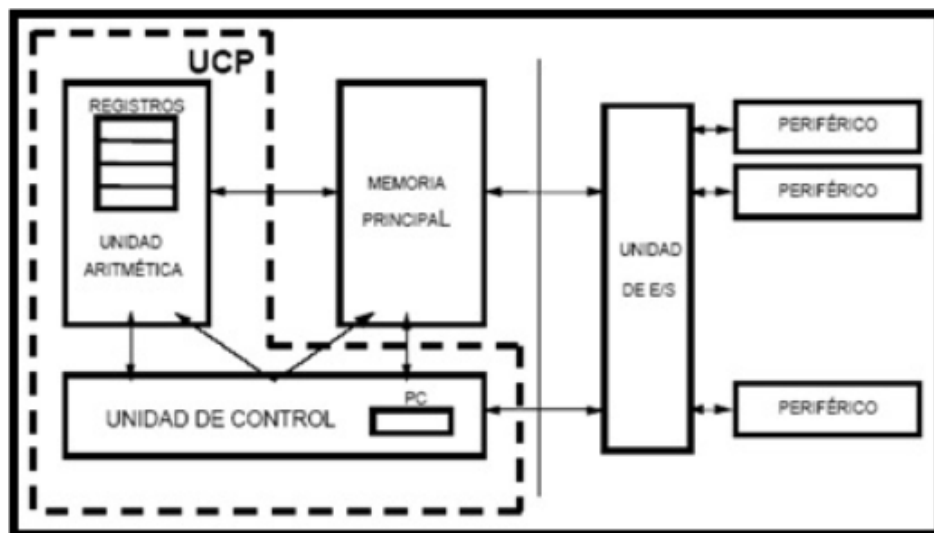 UCP
REGISTROS
UNIDAD
ARITMÉTICA
MEMORIA
PRINCIPAL
UNIDAD DE CONTROL
PC
UNIDAD
DE E/S
PERIFÉRICO
PERIFÉRICO
PERIFÉRICO